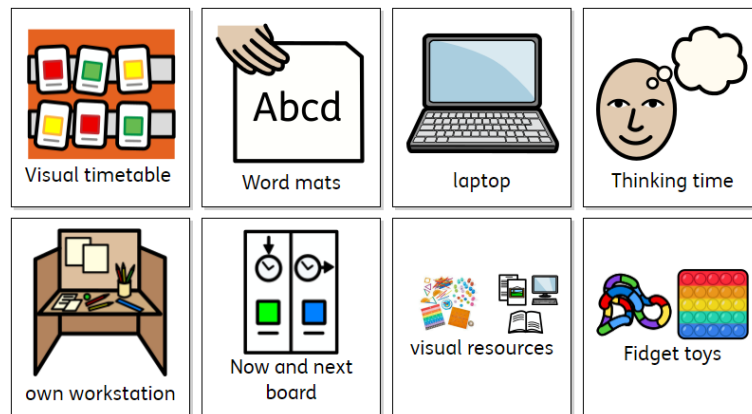 Visual timetable
Abcd
Word mats
laptop
Thinking time
own workstation
Now and next
board
visual resources
Fidget toys